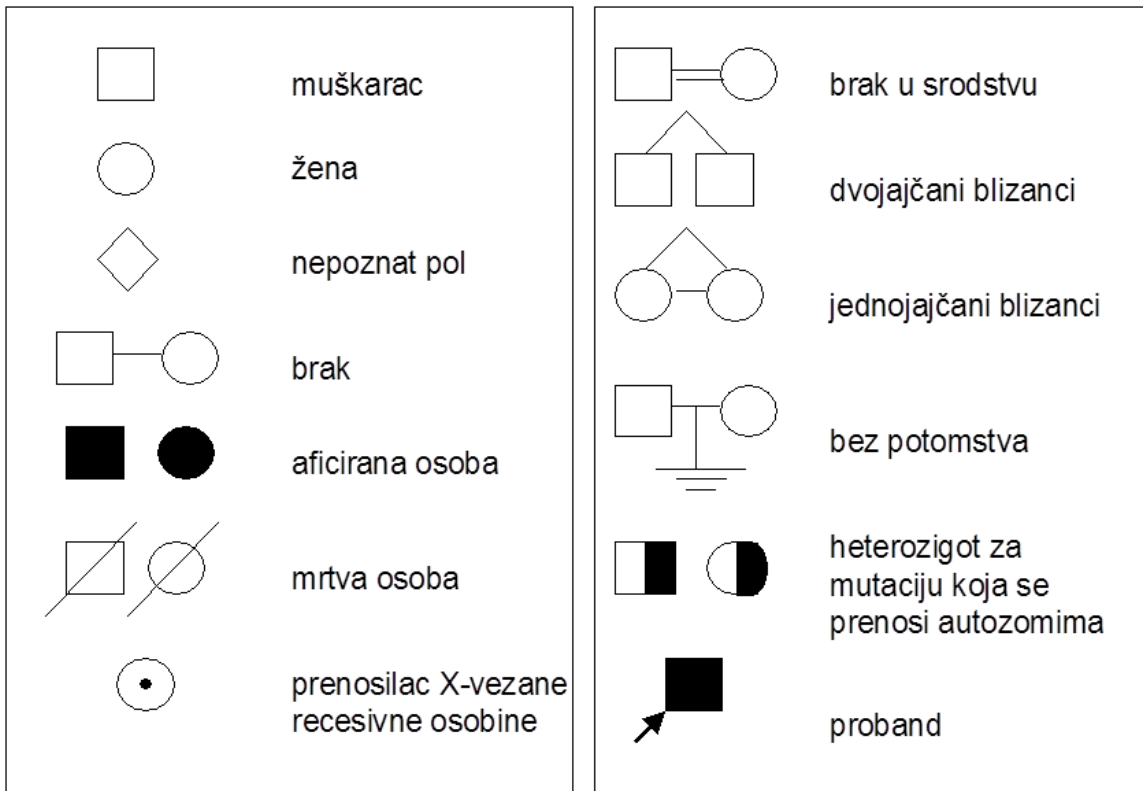 muškarac
žena
nepoznat pol
brak
aficirana osoba
mrtva osoba
prenosilac X-vezane
recesivne osobine
brak u srodstvu
dvojajčani blizanci
jednojajčani blizanci
bez potomstva
heterozigot za
mutaciju koja se
prenosi autozomima
proband